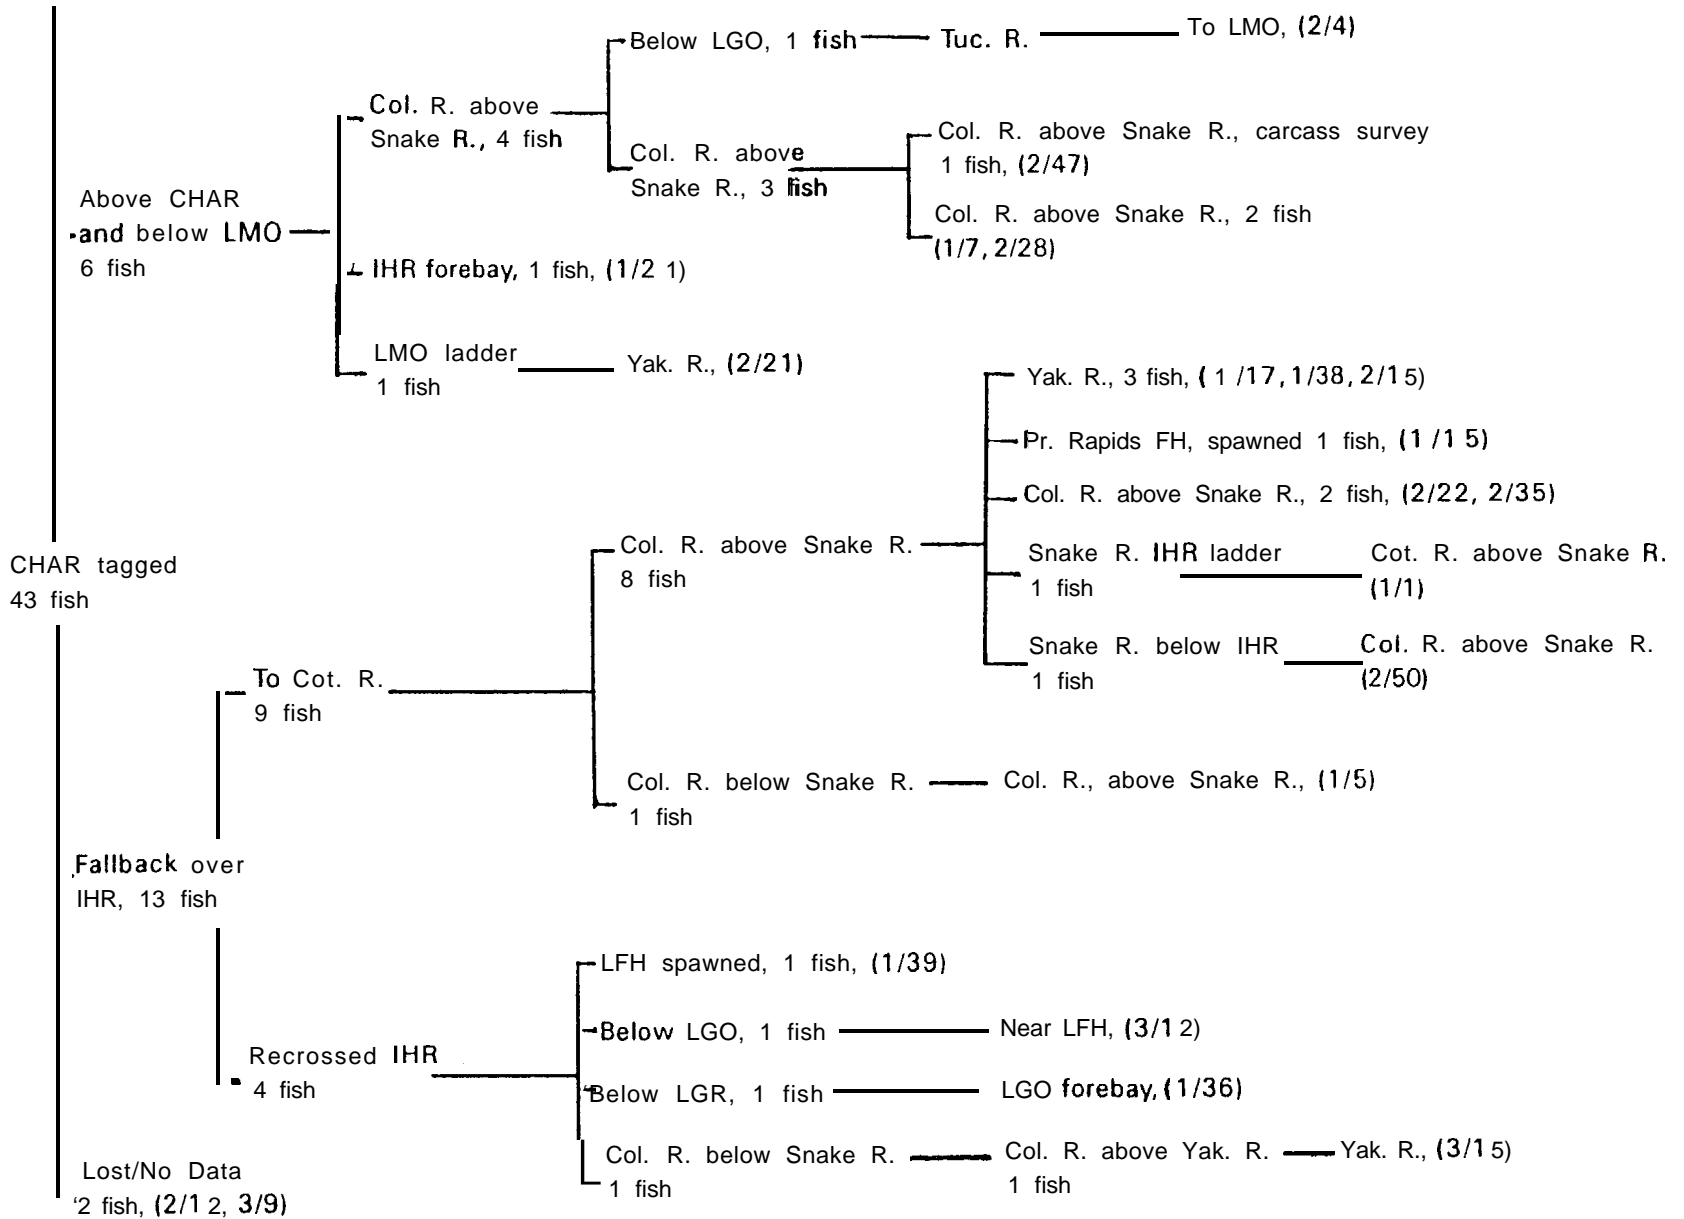 Below LGO, 1 fish
Tuc. R.
To LMO, (2/4)
Col. R. above
Snake R., 4 fish
Col. R. above
Snake R., 3 fish
Col. R. above Snake R., carcass survey
1 fish, (2/47)
Col. R. above Snake R., 2 fish
(1/7, 2/28)
Above CHAR
and below LMO
6 fish
IHR forebay, 1 fish, (1/2 1)
LMO ladder
1 fish
Yak. R., (2/21)
Yak. R., 3 fish, ( 1 /17, 1/38, 2/1 5)
Pr. Rapids FH, spawned 1 fish, (1 /1 5)
Col. R. above Snake R., 2 fish, (2/22, 2/35)
Snake R. IHR ladder
1 fish
Cot. R. above Snake R.
(1/1)
Snake R. below IHR
1 fish
Col. R. above Snake R.
(2/50)
Col. R. above Snake R.
8 fish
CHAR tagged
43 fish
To Cot. R.
9 fish
Col. R. below Snake R.
1 fish
Col. R., above Snake R., (1/5)
Fallback over
IHR, 13 fish
LFH spawned, 1 fish, (1/39)
Below LGO, 1 fish
Near LFH, (3/1 2)
Recrossed IHR
4 fish
Below LGR, 1 fish
LGO forebay, (1/36)
Col. R. below Snake R.
1 fish
Col. R. above Yak. R.
1 fish
Yak. R., (3/1 5)
Lost/No Data
'2 fish, (2/1 2, 3/9)